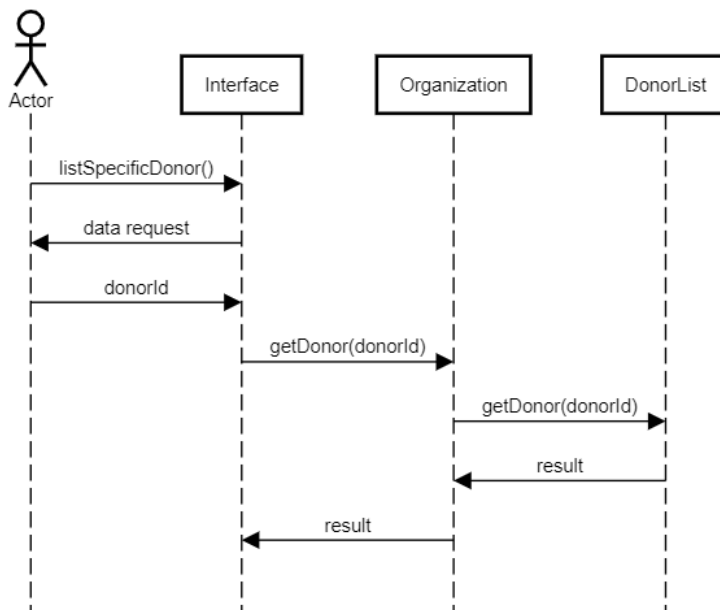 Actor
Interface
Organization
DonorList
listSpecificDonor()
data request
donorId
getDonor(donorId)
getDonor(donorId)
result
result